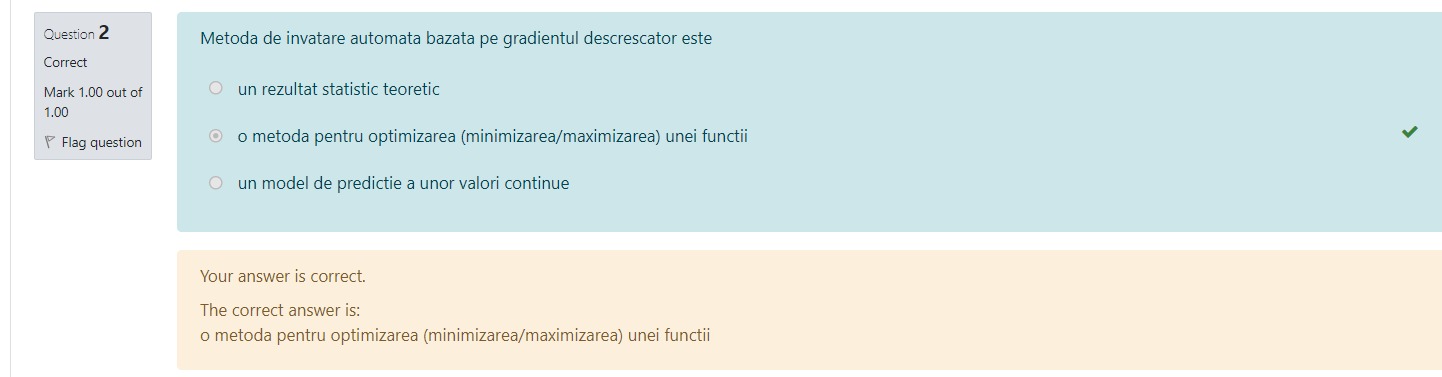 Question 2
Correct
Mark 1.00 out of
1.00
Flag question
Metoda de invatare automata bazata pe gradientul descrescator este
un rezultat statistic teoretic
o metoda pentru optimizarea (minimizarea/maximizarea) unei functii
un model de predictie a unor valori continue
Your answer is correct.
The correct answer is:
o metoda pentru optimizarea (minimizarea/maximizarea) unei functii